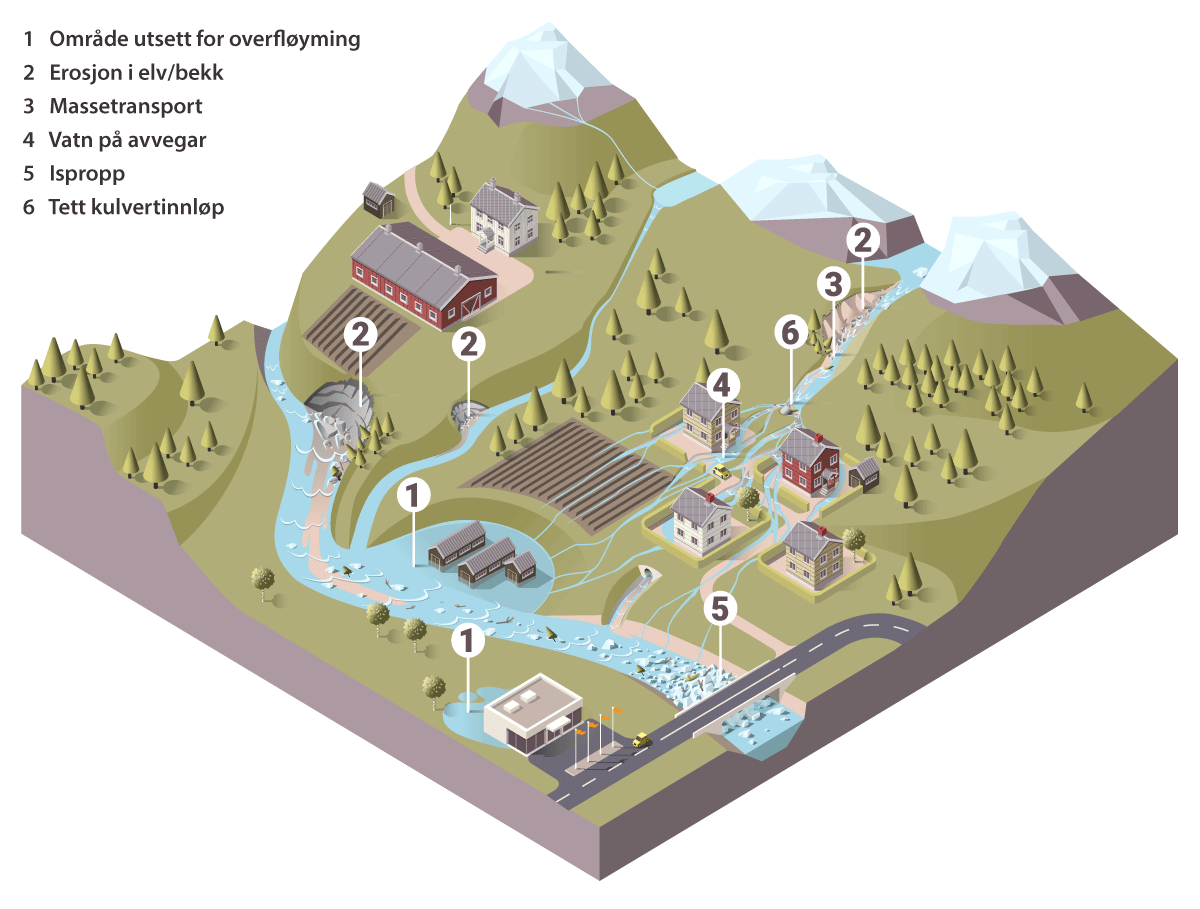 1 Område utsett for overfløyming
2 Erosjon i elv/bekk
3 Massetransport
4 Vatn på avvegar
5 Ispropp
6 Tett kulvertinnløp
2
3
6
2
2
4
1
5
1